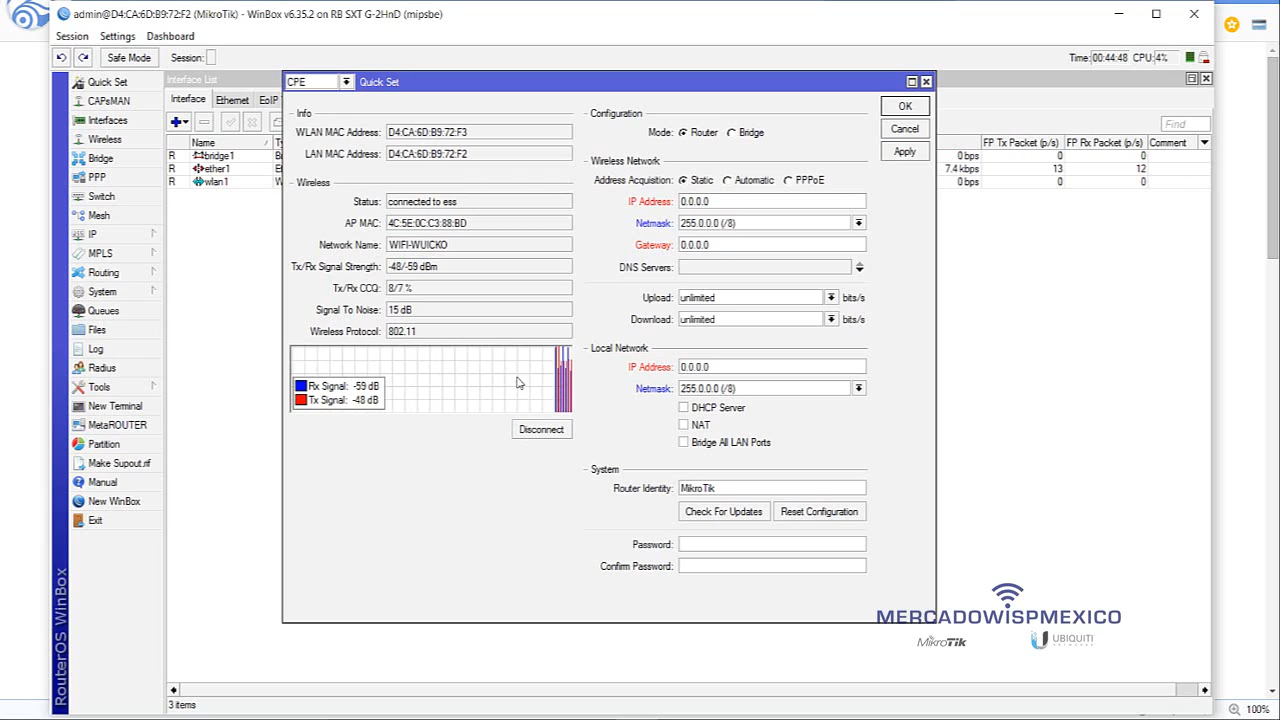 admin@D4:CA:6D:B9:72:F2 (MikroTik) - WinBox v6.35.2 on RB SXT G-2HnD (mipsbe)
Session Settings Dashboard
Safe Mode Session: Time: 00:44:48 CPU: 4%
Quick Set
CAPsMAN
Interfaces
Wireless
Bridge
PPP
Switch
Mesh
IP
MPLS
Routing
System
Queues
Files
Log
Radius
Tools
New Terminal
MetaROUTER
Partition
Make Supout.rif
Manual
New WinBox
Exit
RouterOS WinBox
Interface List
Interface Ethernet EoIP
Find
Name
FP Tx Packet (p/s) FP Rx Packet (p/s) Comment
R bridge1
0 bps 0 0
R ether1
7.4 kbps 13 12
R wlan1
0 bps 0 0
3 items
CPE Quick Set
OK
Cancel
Apply
Info
WLAN MAC Address: D4:CA:6D:B9:72:F3
LAN MAC Address: D4:CA:6D:B9:72:F2
Wireless
Status: connected to ess
AP MAC: 4C:5E:0C:C3:88:BD
Network Name: WIFI-WUICKO
Tx/Rx Signal Strength: -48/-59 dBm
Tx/Rx CCQ: 8/7 %
Signal To Noise: 15 dB
Wireless Protocol: 802.11
Rx Signal: -59 dB
Tx Signal: -48 dB
Disconnect
Configuration
Mode: Router Bridge
Wireless Network
Address Acquisition: Static Automatic PPPoE
IP Address: 0.0.0.0
Netmask: 255.0.0.0 (/8)
Gateway: 0.0.0.0
DNS Servers:
Upload: unlimited bits/s
Download: unlimited bits/s
Local Network
IP Address: 0.0.0.0
Netmask: 255.0.0.0 (/8)
DHCP Server
NAT
Bridge All LAN Ports
System
Router Identity: MikroTik
Check For Updates Reset Configuration
Password:
Confirm Password:
MERCADOWISPMEXICO
MikroTik UBIQUITI
NETWORKS
100%